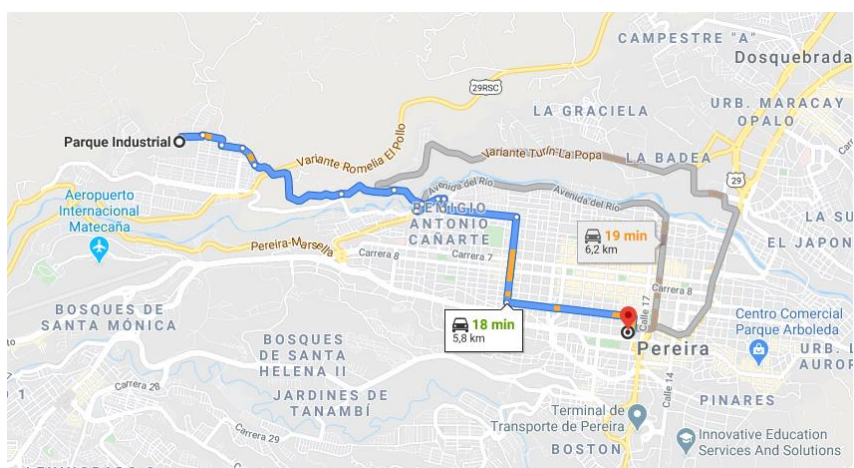 CAMPESTRE "A"
Dosquebrada
29RSC
LA GRACIELA
URB. MARACAY
OPALO
Parque Industrial
Variante Romelia El Pollo
Variante Turín-La Popa
LA BADEA
29
Avenida del Río
Avenida del Río
LA SU
Aeropuerto
Internacional
Matecaña
REMIGIO
ANTONIO
CAÑARTE
19 min
6,2 km
EL JAPON
Pereira-Marsella
Carrera 8
Carrera 7
Carrera 8
BOSQUES DE
SANTA MÓNICA
18 min
5,8 km
Calle 17
Centro Comercial
Parque Arboleda
BOSQUES
DE SANTA
HELENA II
Pereira
URB. L
AUROR
Carrera 28
Calle 14
JARDINES DE
TANAMBÍ
PINARES
1
Terminal de
Transporte de Pereira
Carrera 29
BOSTON
Innovative Education
Services And Solutions